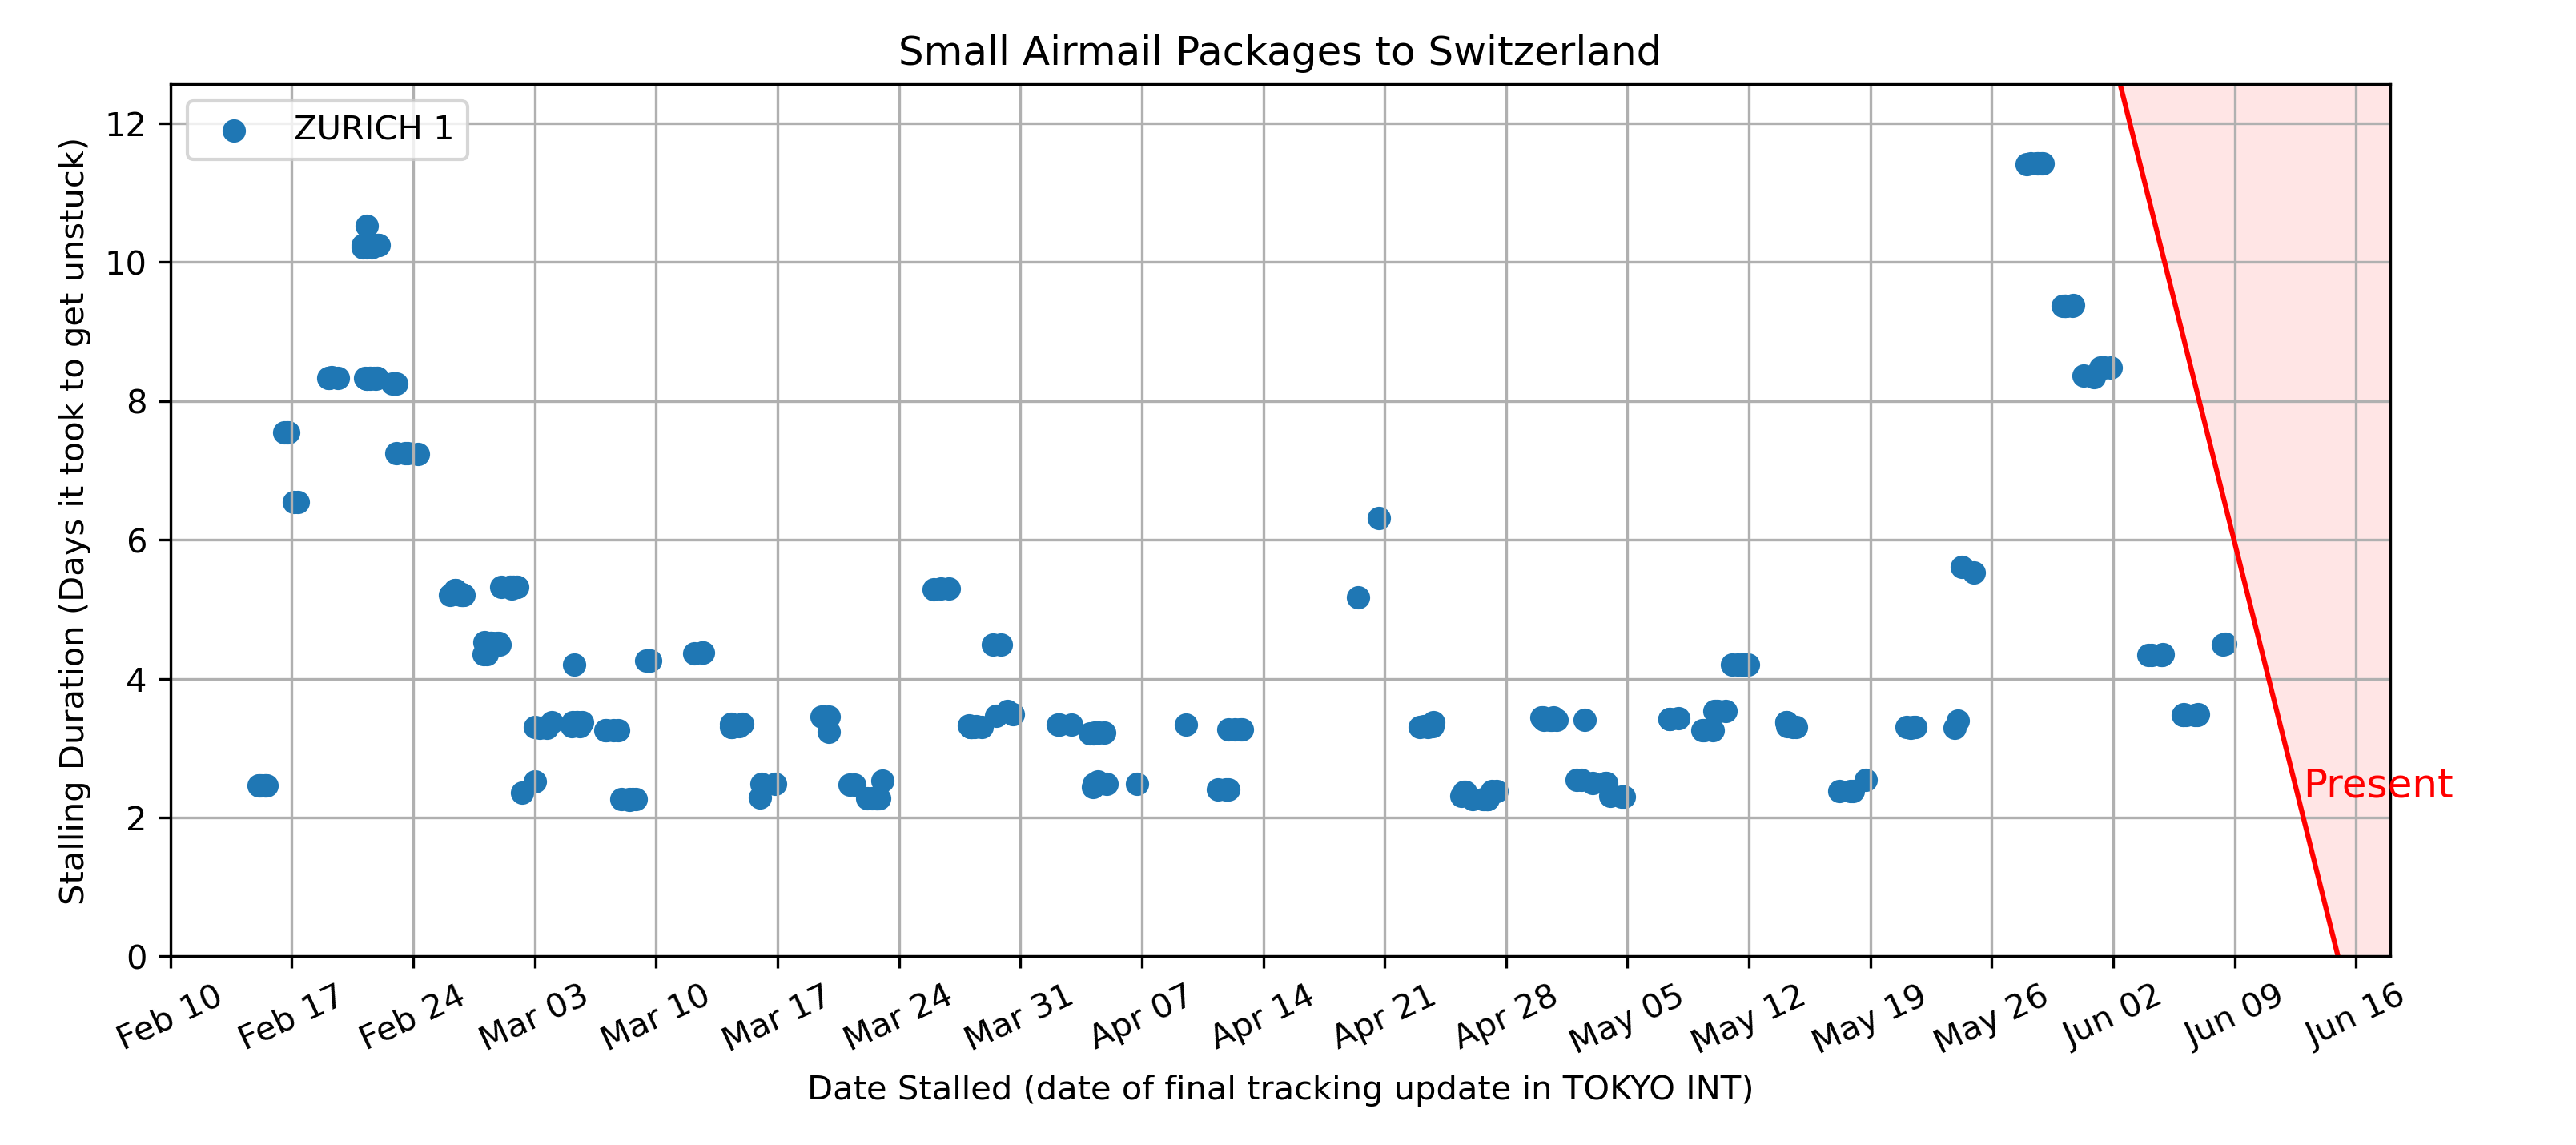 Small Airmail Packages to Switzerland
ZURICH 1
Stalling Duration (Days it took to get unstuck)
12
10
8
6
4
2
0
Present
Feb 10
Feb 17
Feb 24
Mar 03
Mar 10
Mar 17
Mar 24
Mar 31
Apr 07
Apr 14
Apr 21
Apr 28
May 05
May 12
May 19
May 26
Jun 02
Jun 09
Jun 16
Date Stalled (date of final tracking update in TOKYO INT)